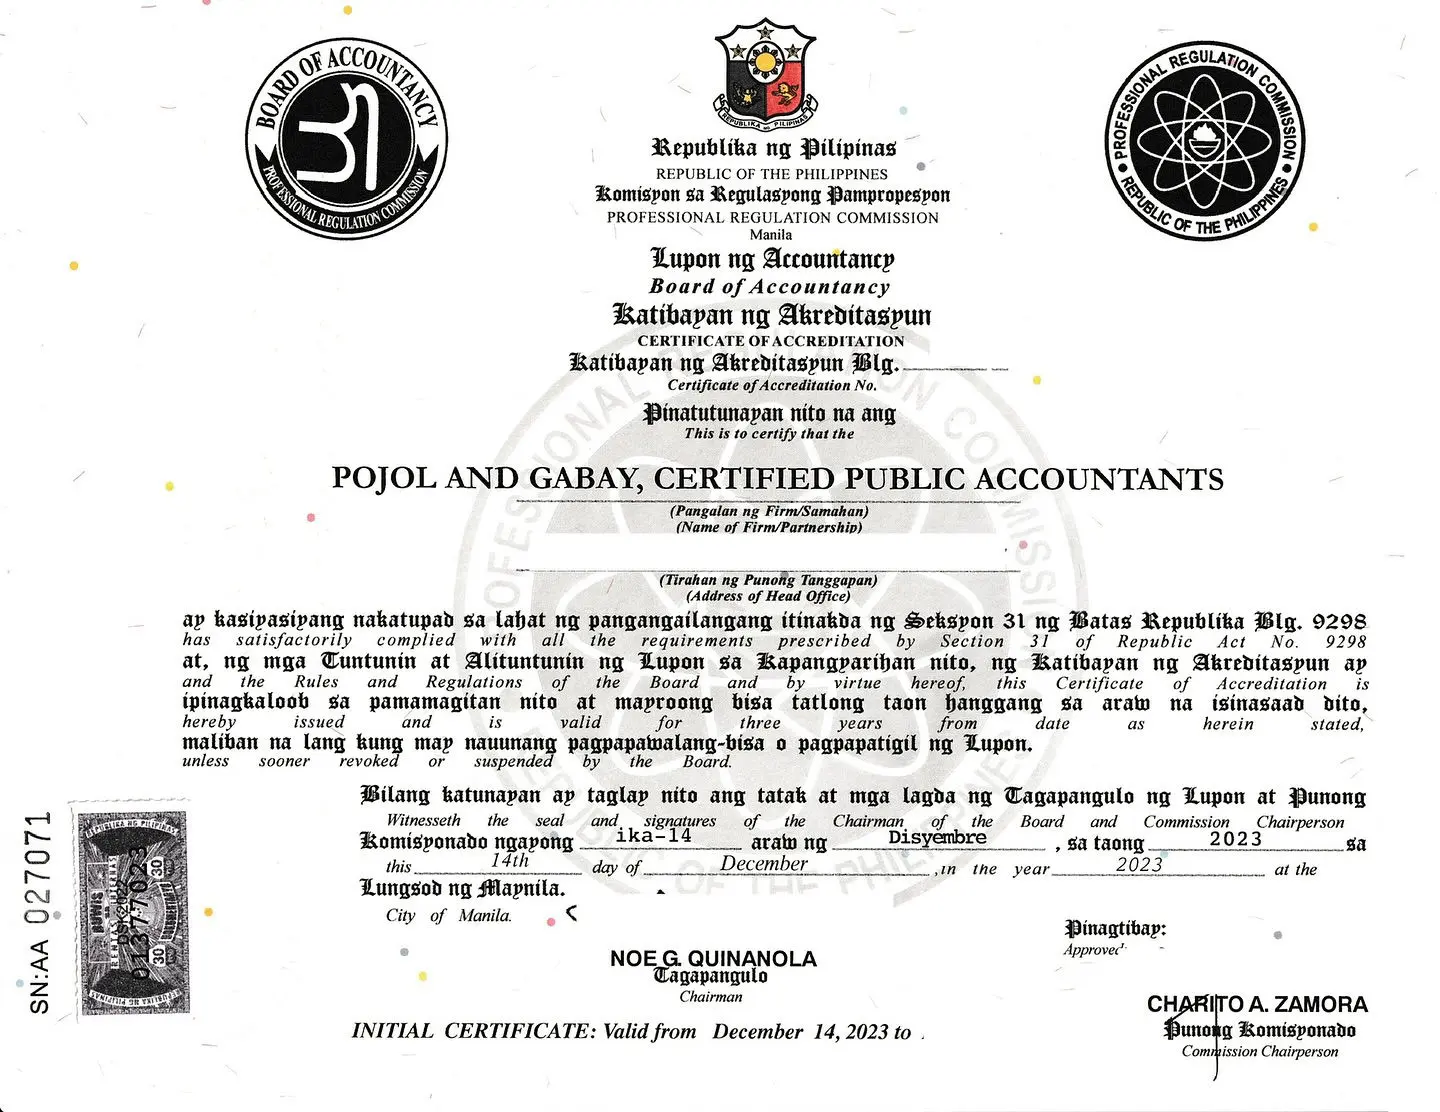 BOARD OF ACCOUNTANCY
PROFESSIONAL REGULATION COMMISSION
REPUBLIKA NG PILIPINAS
PROFESSIONAL REGULATION COMMISSION
REPUBLIC OF THE PHILIPPINES
Republika ng Pilipinas
REPUBLIC OF THE PHILIPPINES
Komisyon sa Regulasyong Pampropesyon
PROFESSIONAL REGULATION COMMISSION
Manila
Lupon ng Accountancy
Board of Accountancy
Katibayan ng Akreditasyun
CERTIFICATE OF ACCREDITATION
Katibayan ng Akreditasyun Blg.
Certificate of Accreditation No.
Pinatutunayan nito na ang
This is to certify that the
POJOL AND GABAY, CERTIFIED PUBLIC ACCOUNTANTS
(Pangalan ng Firm/Samahan)
(Name of Firm/Partnership)
(Tirahan ng Punong Tanggapan)
(Address of Head Office)
ay kasiyasiyang nakatupad sa lahat ng pangangailangang itinakda ng Seksyon 31 ng Batas Republika Blg. 9298
has satisfactorily complied with all the requirements prescribed by Section 31 of Republic Act No. 9298
at, ng mga Tuntunin at Alituntunin ng Lupon sa Kapangyarihan nito, ng Katibayan ng Akreditasyun ay
and the Rules and Regulations of the Board and by virtue hereof, this Certificate of Accreditation is
ipinagkaloob sa pamamagitan nito at mayroong bisa tatlong taon hanggang sa araw na isinasaad dito,
hereby issued and is valid for three years from date as herein stated,
maliban na lang kung may nauunang pagpapawalang-bisa o pagpapatigil ng Lupon.
unless sooner revoked or suspended by the Board.
Bilang katunayan ay taglay nito ang tatak at mga lagda ng Tagapangulo ng Lupon at Punong
Witnesseth the seal and signatures of the Chairman of the Board and Commission Chairperson
Komisyonado ngayong ika-14 araw ng Disyembre , sa taong 2023 sa
this 14th day of December ,in the year 2023 at the
Lungsod ng Maynila.
City of Manila.
Pinagtibay:
Approved
NOE G. QUINANOLA
Tagapangulo
Chairman
CHARITO A. ZAMORA
Punong Komisyonado
Commission Chairperson
INITIAL CERTIFICATE: Valid from December 14, 2023 to
SN:AA 027071
REPUBLIKA NG PILIPINAS
BUWIS
30
30